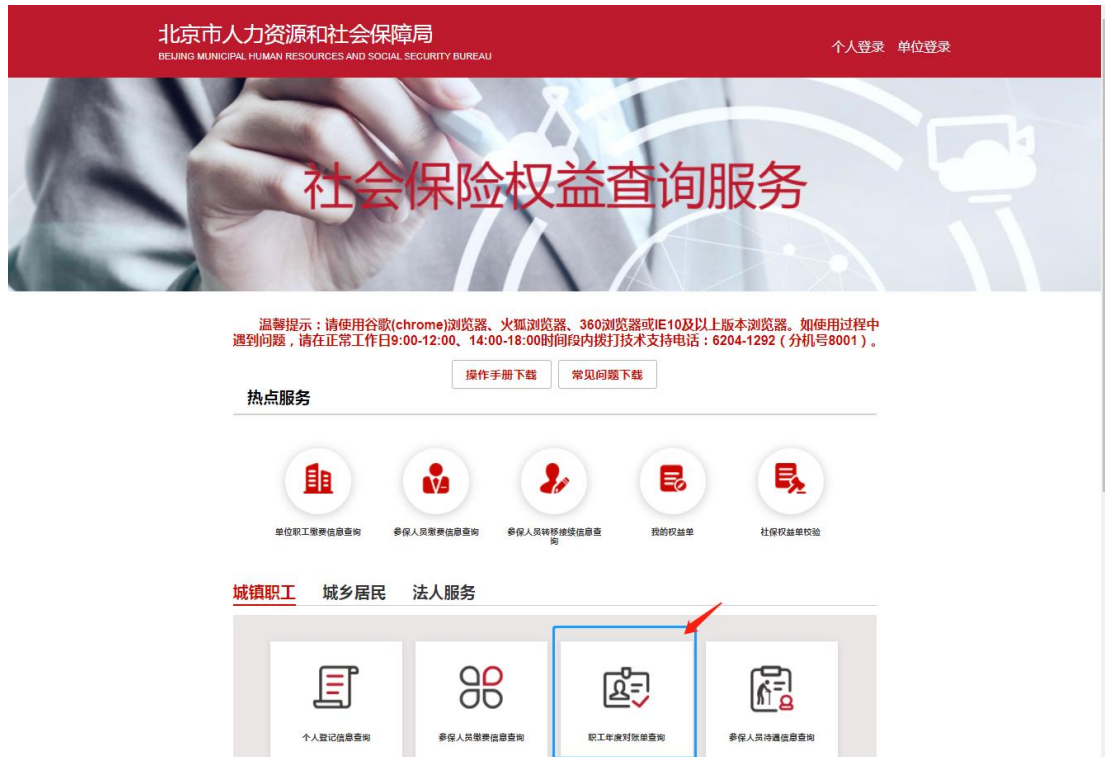 北京市人力资源和社会保障局
BEIJING MUNICIPAL HUMAN RESOURCES AND SOCIAL SECURITY BUREAU
个人登录 单位登录
社会保险权益查询服务
温馨提示：请使用谷歌(chrome)浏览器、火狐浏览器、360浏览器或IE10及以上版本浏览器。如使用过程中
遇到问题，请在正常工作日9:00-12:00、14:00-18:00时间段内拨打技术支持电话：6204-1292（分机号8001）。
操作手册下载 常见问题下载
热点服务
单位职工缴费信息查询 参保人员缴费信息查询 参保人员转移接续信息查 我的权益单 社保权益单校验
询
城镇职工 城乡居民 法人服务
个人登记信息查询 参保人员缴费信息查询 职工年度对账单查询 参保人员待遇信息查询